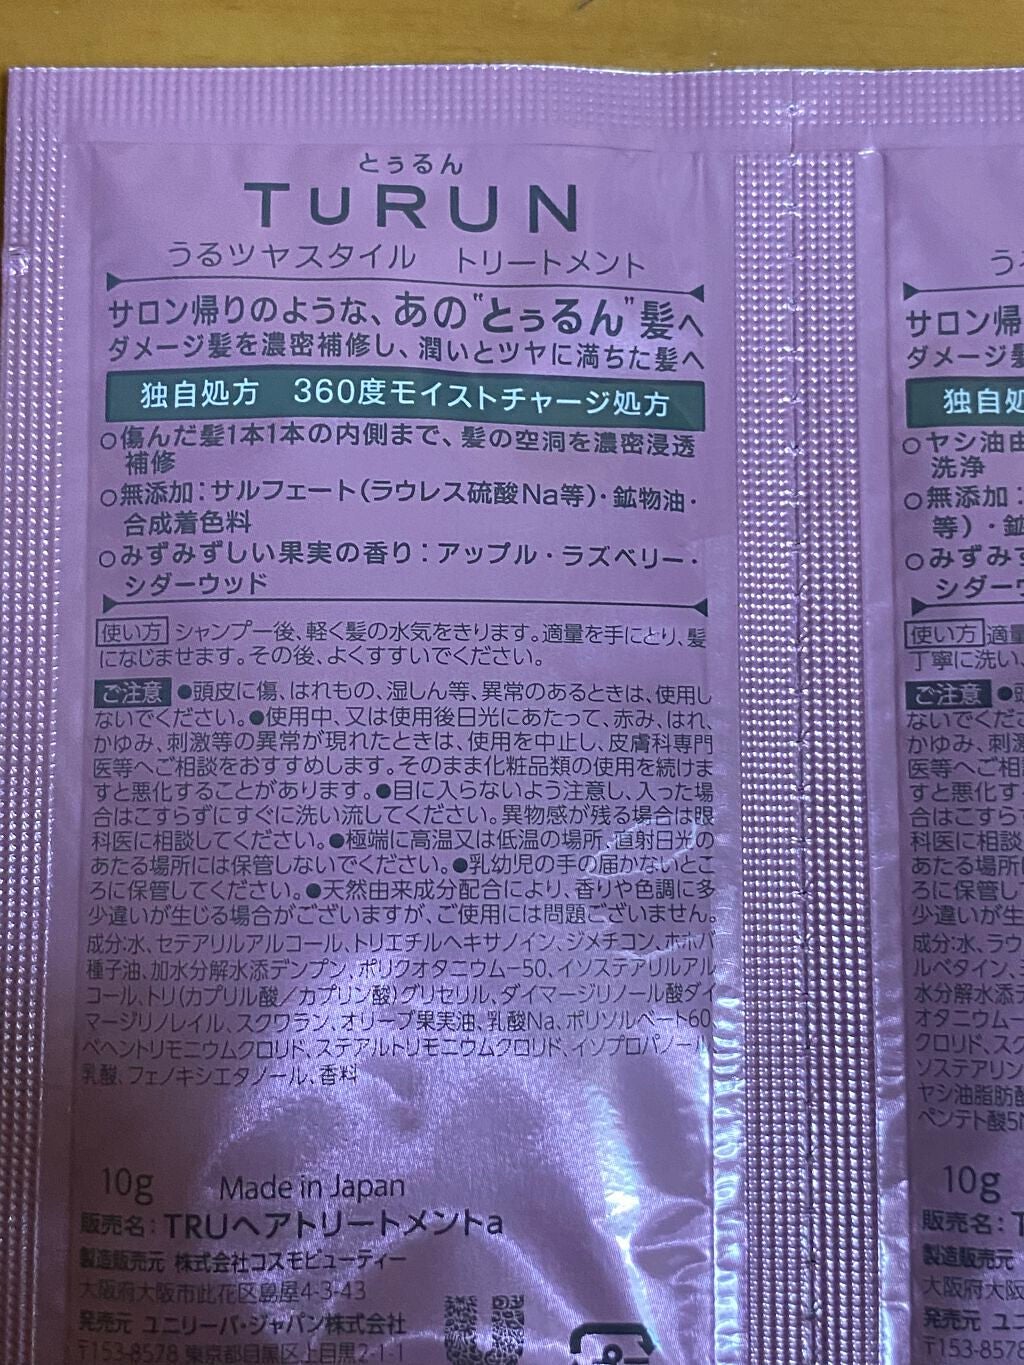 とぅるん
TURUN
うるツヤスタイル　トリートメント
サロン帰りのような、あの"とぅるん"髪へ
ダメージ髪を濃密補修し、潤いとツヤに満ちた髪へ
独自処方　360度モイストチャージ処方
○傷んだ髪1本1本の内側まで、髪の空洞を濃密浸透
補修
○無添加：サルフェート(ラウレス硫酸Na等)・鉱物油・
合成着色料
○みずみずしい果実の香り：アップル・ラズベリー・
シダーウッド
使い方 シャンプー後、軽く髪の水気をきります。適量を手にとり、髪
になじませます。その後、よくすすいでください。
ご注意 ●頭皮に傷、はれもの、湿しん等、異常のあるときは、使用し
ないでください。●使用中、又は使用後日光にあたって、赤み、はれ、
かゆみ、刺激等の異常が現れたときは、使用を中止し、皮膚科専門
医等へご相談をおすすめします。そのまま化粧品類の使用を続けま
すと悪化することがあります。●目に入らないよう注意し、入った場
合はこすらずにすぐに洗い流してください。異物感が残る場合は眼
科医に相談してください。●極端に高温又は低温の場所、直射日光の
あたる場所には保管しないでください。●乳幼児の手の届かないとこ
ろに保管してください。●天然由来成分配合により、香りや色調に多
少違いが生じる場合がございますが、ご使用には問題ございません。
成分:水、セテアリルアルコール、トリエチルヘキサノイン、ジメチコン、ホホバ
種子油、加水分解水添デンプン、ポリクオタニウム-50、イソステアリルアル
コール、トリ(カプリル酸／カプリン酸)グリセリル、ダイマージリノール酸ダイ
マージリノレイル、スクワラン、オリーブ果実油、乳酸Na、ポリソルベート60、
ベヘントリモニウムクロリド、ステアルトリモニウムクロリド、イソプロパノール、
乳酸、フェノキシエタノール、香料
10g　Made in Japan
販売名：TRUヘアトリートメントa
製造販売元 株式会社コスモビューティー
大阪府大阪市此花区島屋4-3-43
発売元 ユニリーバ・ジャパン株式会社
〒153-8578 東京都目黒区上目黒2-1-1
うる
サロン帰
ダメージ髪
独自処
○ヤシ油由
洗浄
○無添加：
等）・鉱
○みずみず
シダーウ
使い方 適量
丁寧に洗い、
ご注意 ●頭
ないでくださ
かゆみ、刺激
医等へご相談
すと悪化す
合はこすら
科医に相談
あたる場所
ろに保管して
少違いが生
成分:水、ラウ
ルベタイン、
水分解水添デ
オタニウムー
クロリド、スク
ソステアリン
ヤシ油脂肪酸
ペンテト酸5N
10g
販売名：T
製造販売元
大阪府大阪
発売元 ユニ
〒153-8578